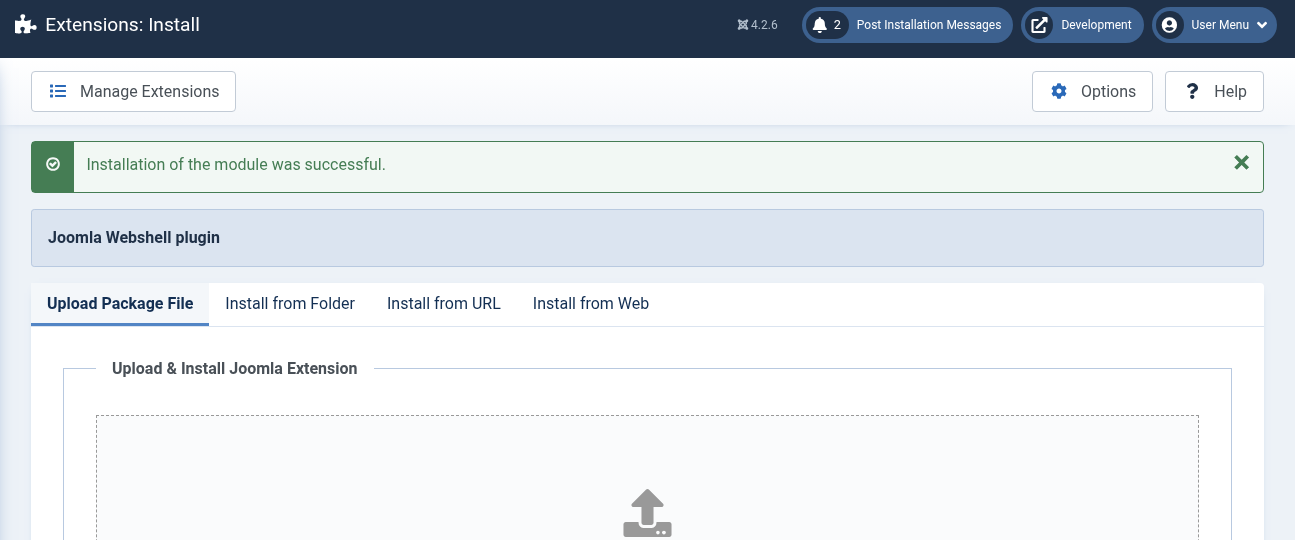 Extensions: Install
4.2.6
2 Post Installation Messages
Development
User Menu
Manage Extensions
Options
? Help
Installation of the module was successful.
Joomla Webshell plugin
Upload Package File Install from Folder Install from URL Install from Web
Upload & Install Joomla Extension